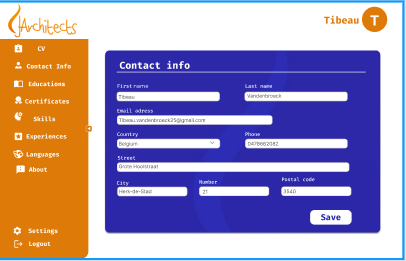 Architects
Tibeau T
CV
Contact Info
Educations
Certificates
Skills
Experiences
Languages
About
Settings
Logout
Contact info
First name Last name
Tibeau Vandenbroeck
Email adress
Tibeau.vandenbroeck25@gmail.com
Country Phone
Belgium 0478662082
Street
Grote Hoolstraat
City Number Postal code
Herk-de-Stad 21 3540
Save